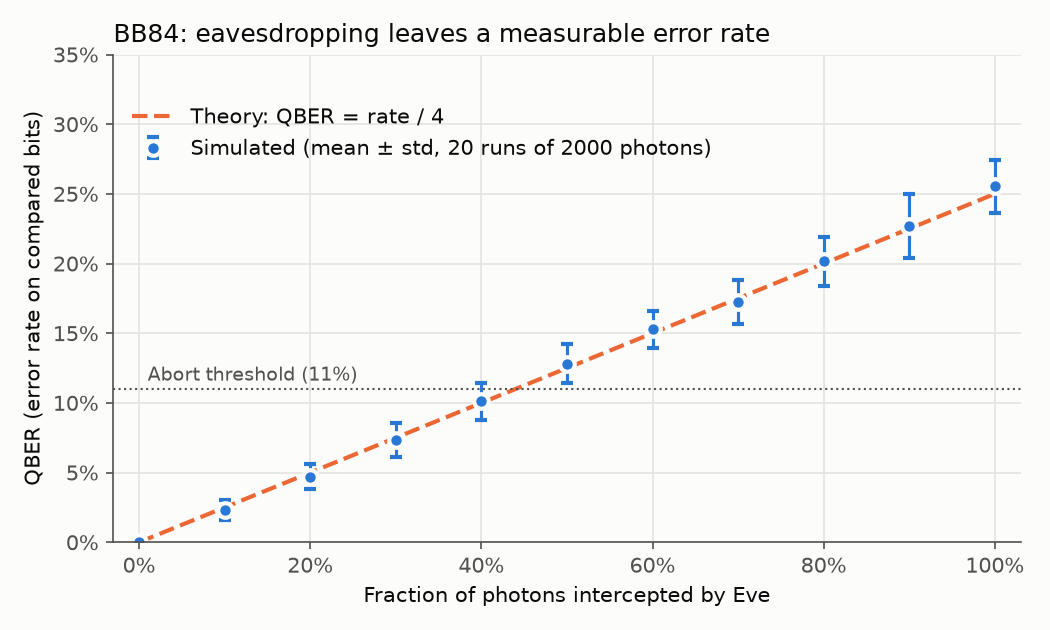 BB84: eavesdropping leaves a measurable error rate
35%
30%
25%
20%
15%
10%
5%
0%
QBER (error rate on compared bits)
Theory: QBER = rate / 4
Simulated (mean ± std, 20 runs of 2000 photons)
Abort threshold (11%)
0%
20%
40%
60%
80%
100%
Fraction of photons intercepted by Eve